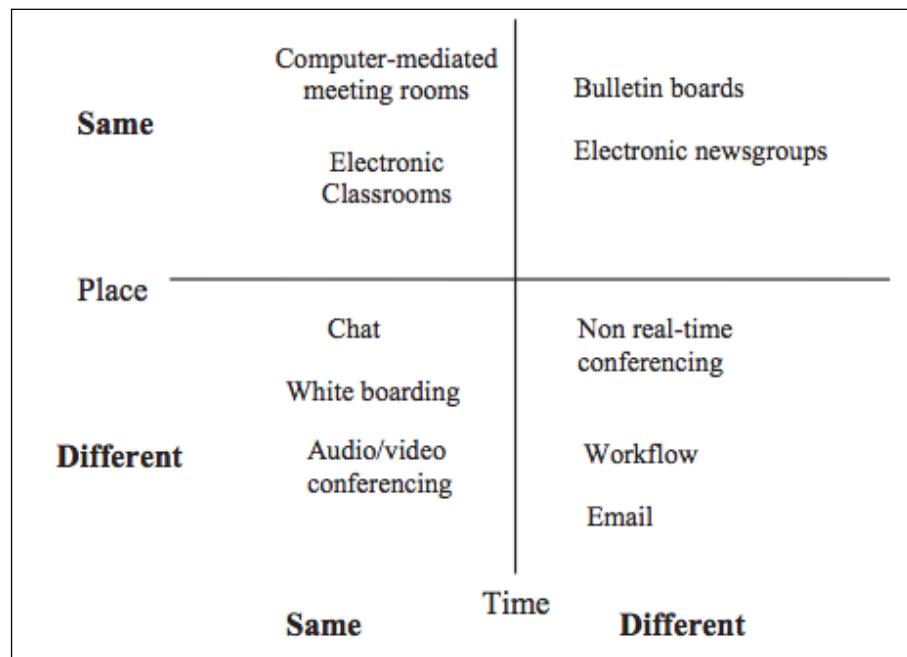 Computer-mediated
meeting rooms
Bulletin boards
Same
Electronic newsgroups
Electronic
Classrooms
Place
Chat
Non real-time
conferencing
White boarding
Different
Audio/video
conferencing
Workflow
Email
Time
Same
Different